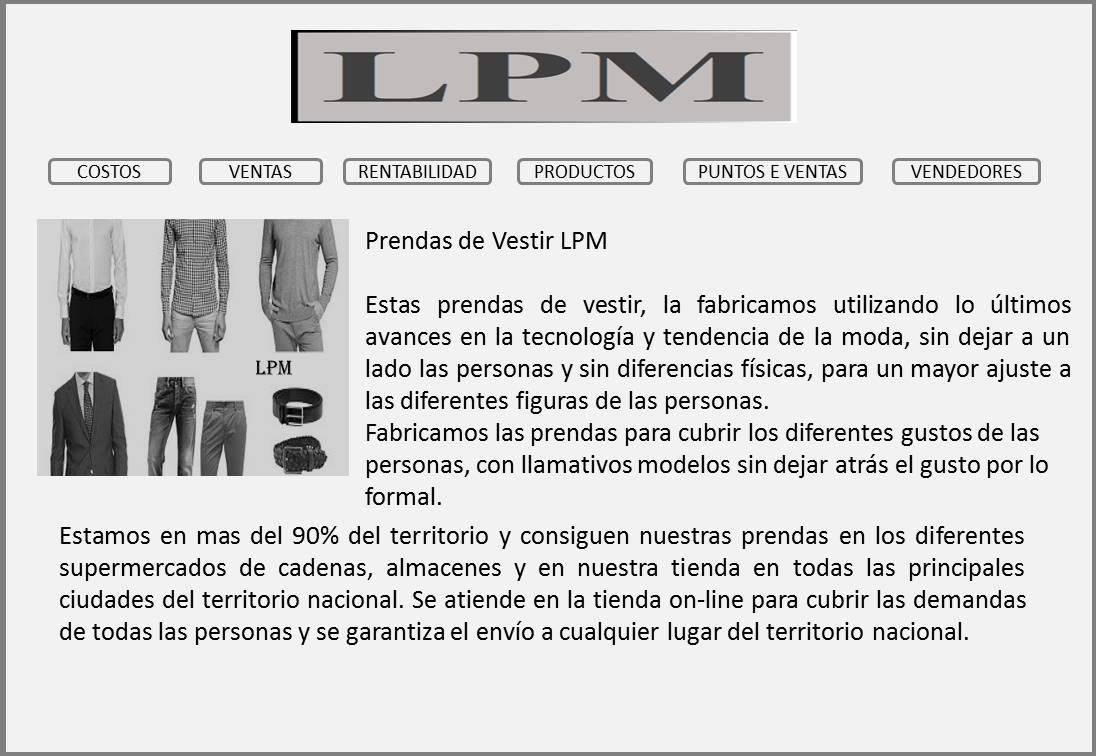 LPM
COSTOS
VENTAS
RENTABILIDAD
PRODUCTOS
PUNTOS E VENTAS
VENDEDORES
LPM
Prendas de Vestir LPM
Estas prendas de vestir, la fabricamos utilizando lo últimos
avances en la tecnología y tendencia de la moda, sin dejar a un
lado las personas y sin diferencias físicas, para un mayor ajuste a
las diferentes figuras de las personas.
Fabricamos las prendas para cubrir los diferentes gustos de las
personas, con llamativos modelos sin dejar atrás el gusto por lo
formal.
Estamos en mas del 90% del territorio y consiguen nuestras prendas en los diferentes
supermercados de cadenas, almacenes y en nuestra tienda en todas las principales
ciudades del territorio nacional. Se atiende en la tienda on-line para cubrir las demandas
de todas las personas y se garantiza el envío a cualquier lugar del territorio nacional.